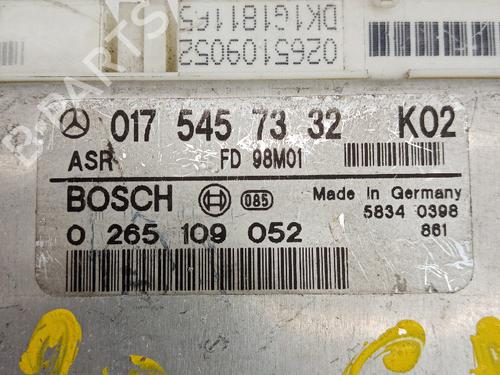 0265109052
DK1G1811F5
017 545 73 32 K02
ASR FD 98M01
BOSCH 085 Made in Germany
5834 0398
0 265 109 052 861